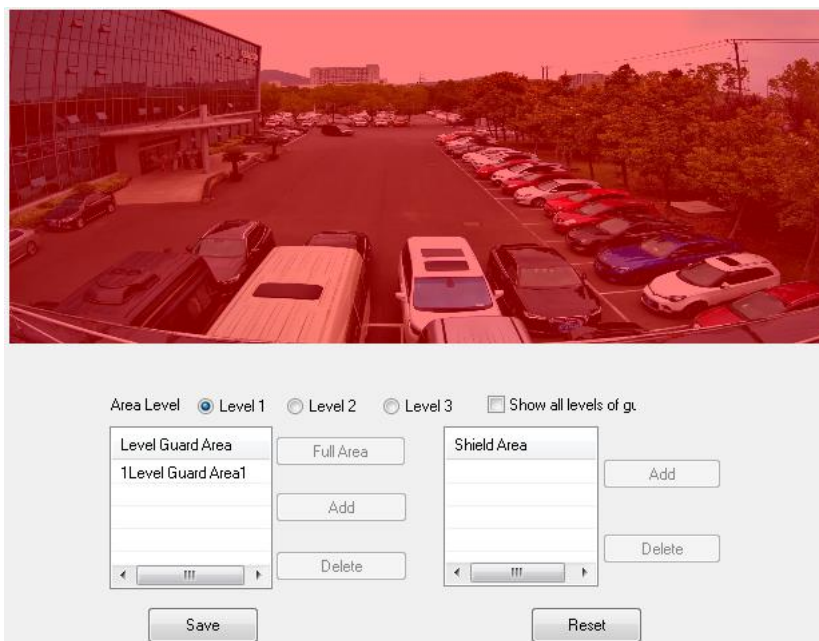 Area Level Level 1 Level 2 Level 3 Show all levels of gu
Level Guard Area
1Level Guard Area1
Full Area
Add
Delete
Shield Area
Add
Delete
Save
Reset